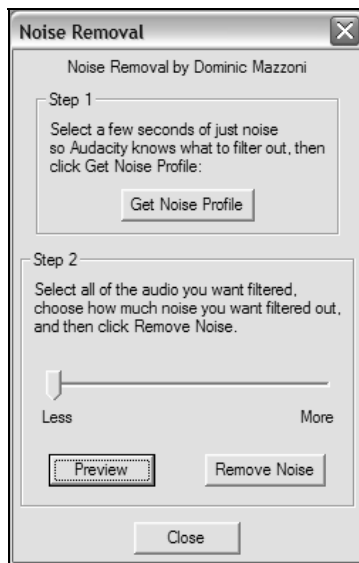 Noise Removal
Noise Removal by Dominic Mazzoni
Step 1
Select a few seconds of just noise
so Audacity knows what to filter out, then
click Get Noise Profile:
Get Noise Profile
Step 2
Select all of the audio you want filtered,
choose how much noise you want filtered out,
and then click Remove Noise.
Less More
Preview Remove Noise
Close